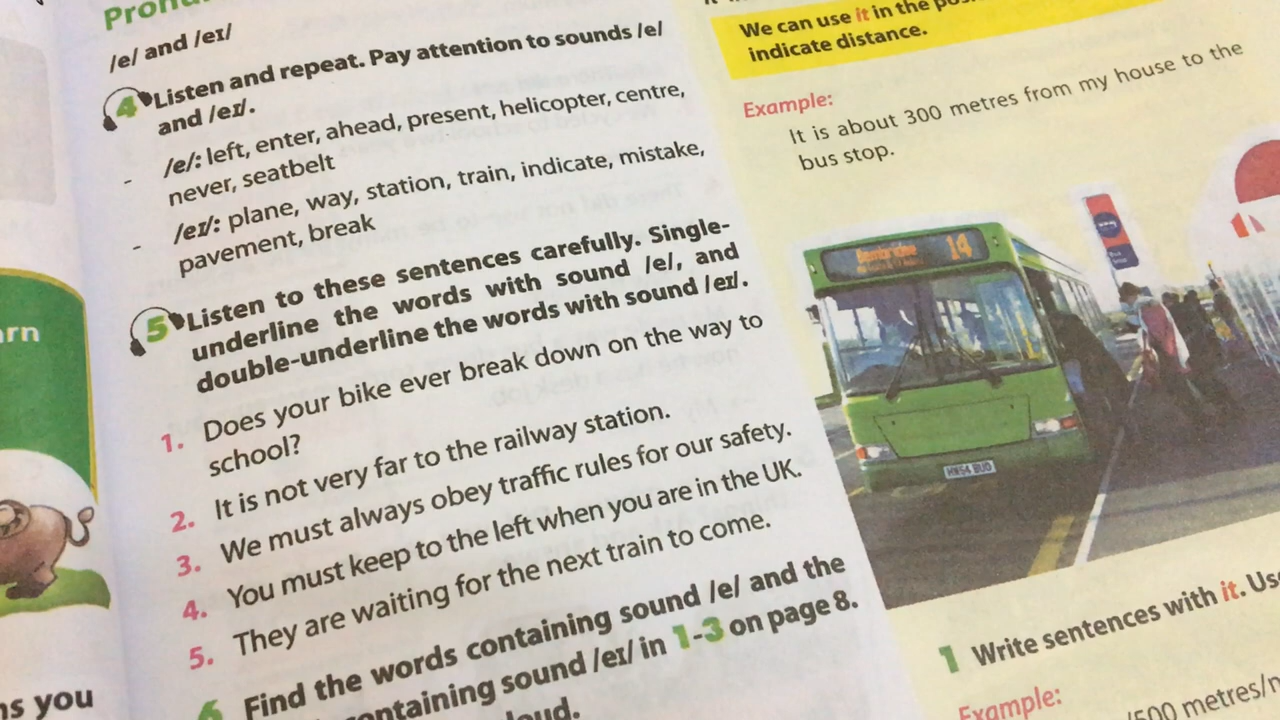 /e/ and /eɪ/
4 Listen and repeat. Pay attention to sounds /e/
and /eɪ/.
- /e/: left, enter, ahead, present, helicopter, centre,
never, seatbelt
- /eɪ/: plane, way, station, train, indicate, mistake,
pavement, break
5 Listen to these sentences carefully. Single-
underline the words with sound /e/, and
double-underline the words with sound /eɪ/.
1. Does your bike ever break down on the way to
school?
2. It is not very far to the railway station.
3. We must always obey traffic rules for our safety.
4. You must keep to the left when you are in the UK.
5. They are waiting for the next train to come.
6 Find the words containing sound /e/ and the
containing sound /eɪ/ in 1-3 on page 8.
you
We can use it in the
indicate distance.
Example:
It is about 300 metres from my house to the
bus stop.
14
HW54 BUO
1 Write sentences with it.
Example: